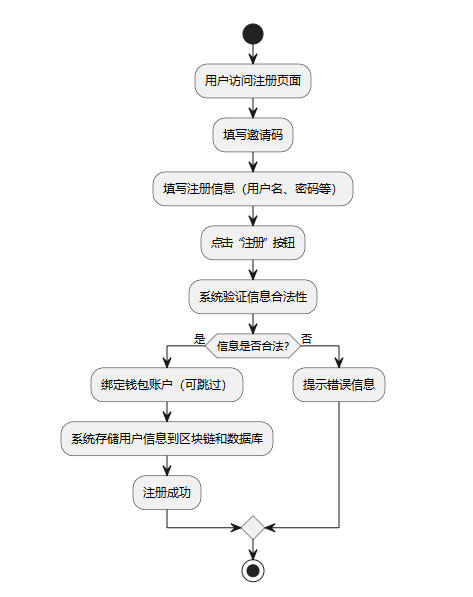 用户访问注册页面
填写邀请码
填写注册信息（用户名、密码等）
点击“注册”按钮
系统验证信息合法性
是
信息是否合法？
否
绑定钱包账户（可跳过）
提示错误信息
系统存储用户信息到区块链和数据库
注册成功